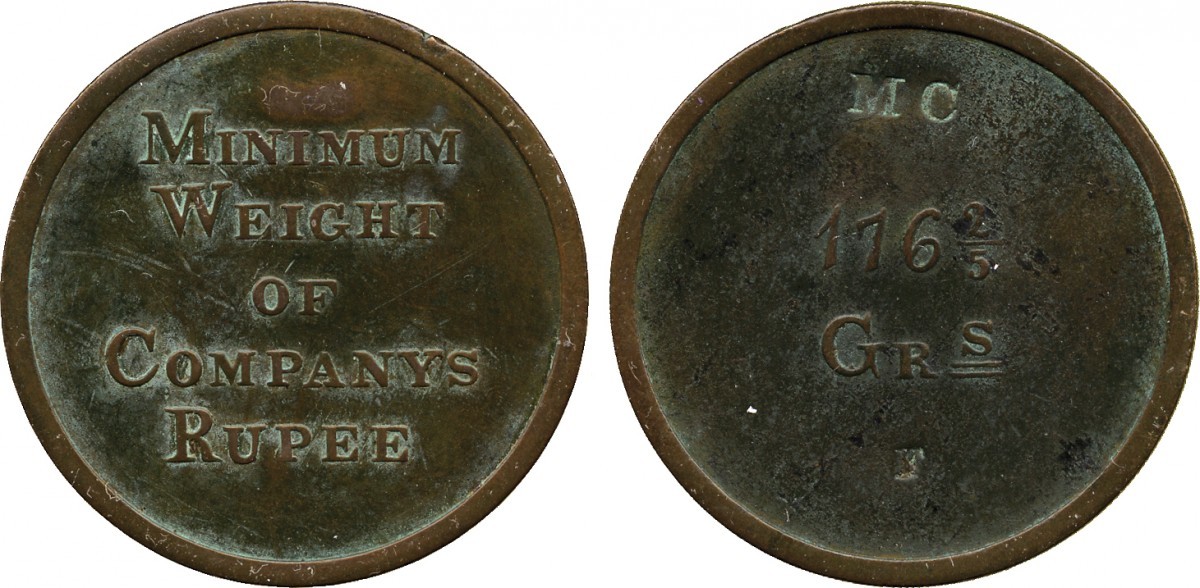 MINIMUM
WEIGHT
OF
COMPANYS
RUPEE
MC
176 2/5
GRS
F